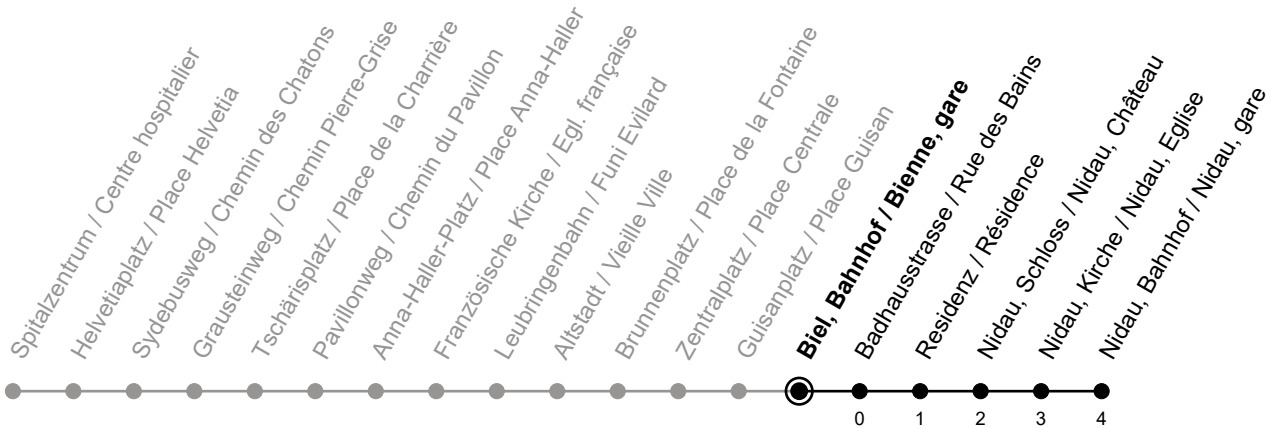 Spitalzentrum / Centre hospitalier
Helvetiaplatz / Place Helvetia
Sydebusweg / Chemin des Chatons
Grausteinweg / Chemin Pierre-Grise
Tschärisplatz / Place de la Charrière
Pavillonweg / Chemin du Pavillon
Anna-Haller-Platz / Place Anna-Haller
Französische Kirche / Egl. française
Leubringenbahn / Funi Evilard
Altstadt / Vieille Ville
Brunnenplatz / Place de la Fontaine
Zentralplatz / Place Centrale
Guisanplatz / Place Guisan
Biel, Bahnhof / Bienne, gare
Badhausstrasse / Rue des Bains
Residenz / Résidence
Nidau, Schloss / Nidau, Château
Nidau, Kirche / Nidau, Eglise
Nidau, Bahnhof / Nidau, gare
0 1 2 3 4